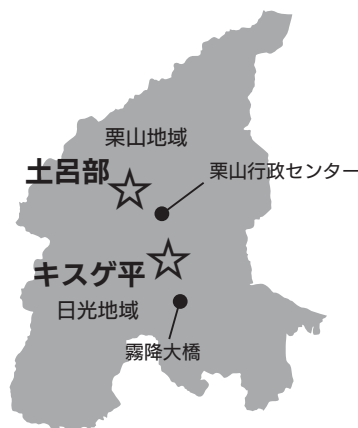 栗山地域
土呂部
栗山行政センター
キスゲ平
日光地域
霧降大橋